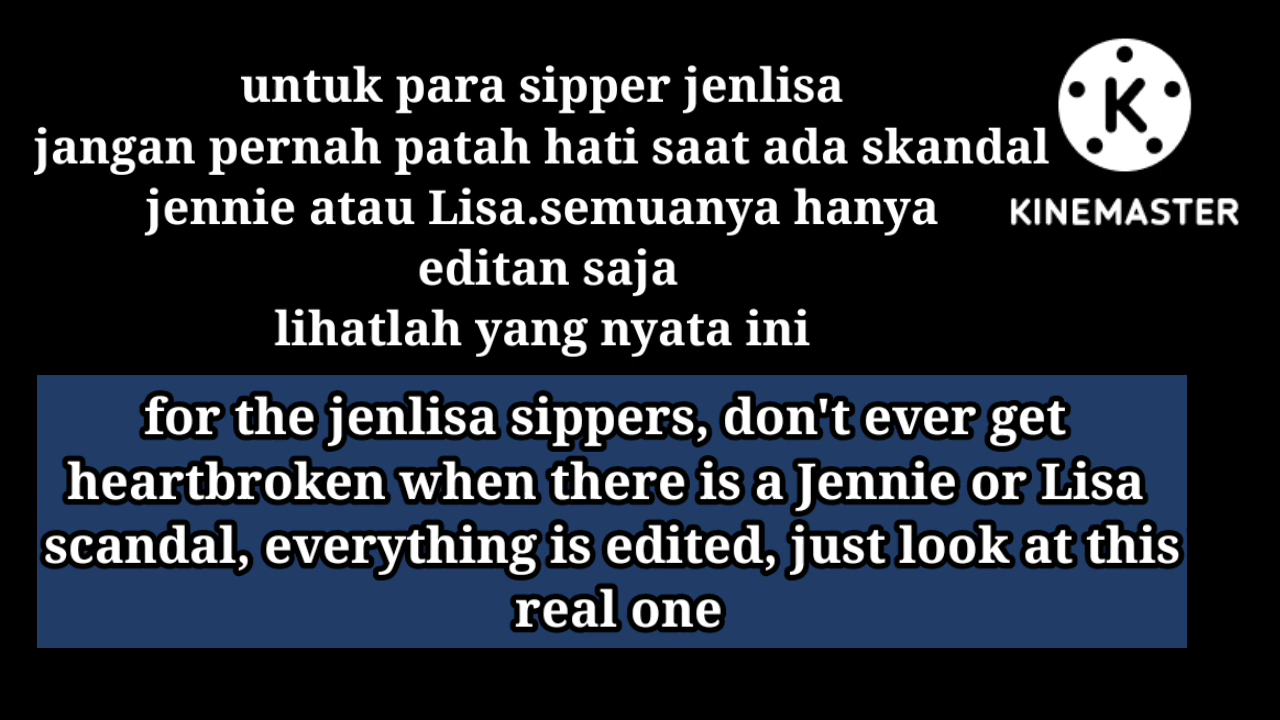 untuk para sipper jenlisa
jangan pernah patah hati saat ada skandal
jennie atau Lisa.semuanya hanya
editan saja
lihatlah yang nyata ini
K
KINEMASTER
for the jenlisa sippers, don't ever get
heartbroken when there is a Jennie or Lisa
scandal, everything is edited, just look at this
real one